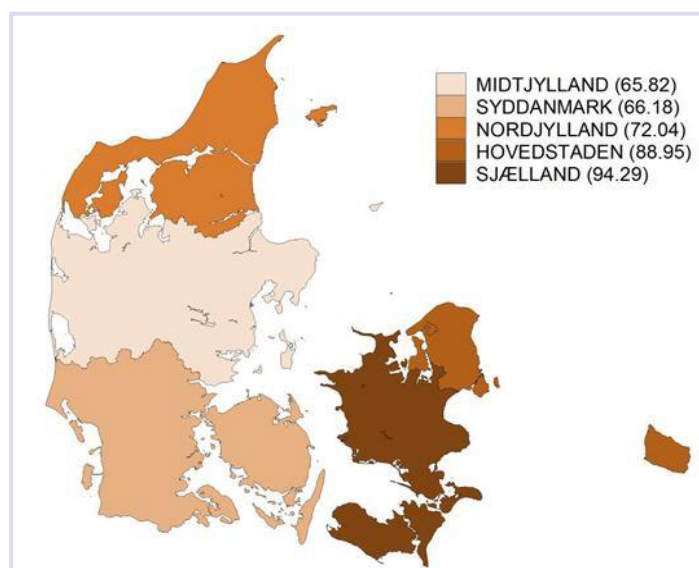 MIDTJYLLAND (65.82)
SYDDANMARK (66.18)
NORDJYLLAND (72.04)
HOVEDSTADEN (88.95)
SJÆLLAND (94.29)